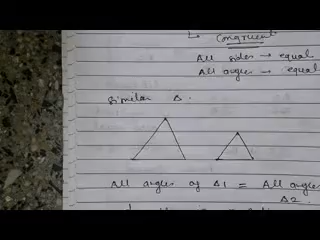 ↳ Congruent
All sides → equal
All angles → equal
Similar Δ.
All angles of Δ1 = All angles
Δ2.